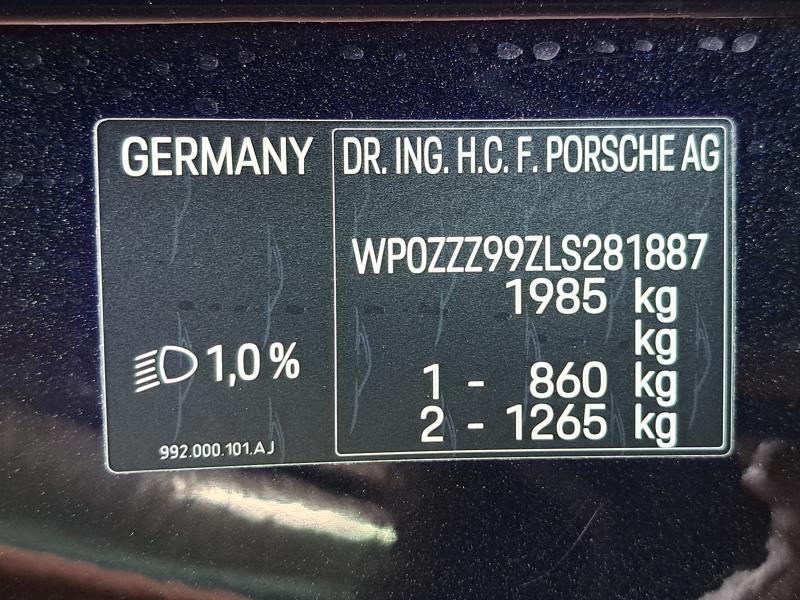 GERMANY
1,0 %
992.000.101.AJ
DR. ING. H.C. F. PORSCHE AG
WP0ZZZ99ZLS281887
1985 kg
kg
1 - 860 kg
2 - 1265 kg